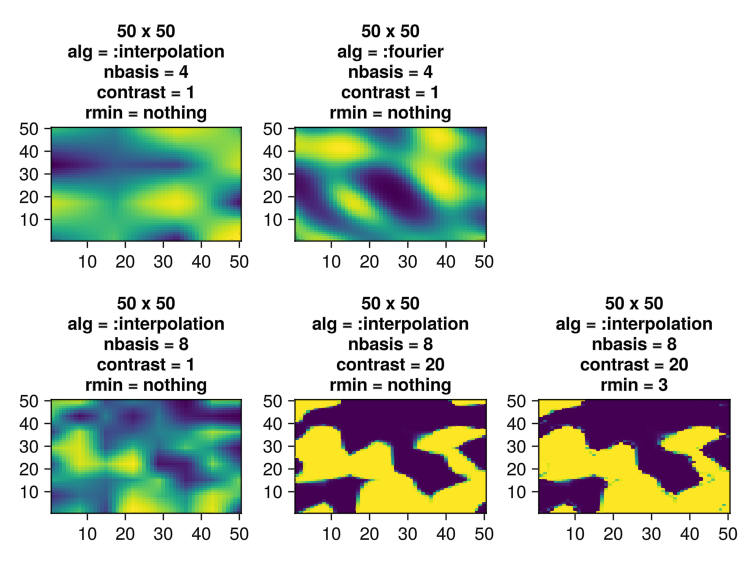 50 x 50
alg = :interpolation
nbasis = 4
contrast = 1
rmin = nothing
50
40
30
20
10
10 20 30 40 50
50 x 50
alg = :fourier
nbasis = 4
contrast = 1
rmin = nothing
50
40
30
20
10
10 20 30 40 50
50 x 50
alg = :interpolation
nbasis = 8
contrast = 1
rmin = nothing
50
40
30
20
10
10 20 30 40 50
50 x 50
alg = :interpolation
nbasis = 8
contrast = 20
rmin = nothing
50
40
30
20
10
10 20 30 40 50
50 x 50
alg = :interpolation
nbasis = 8
contrast = 20
rmin = 3
50
40
30
20
10
10 20 30 40 50